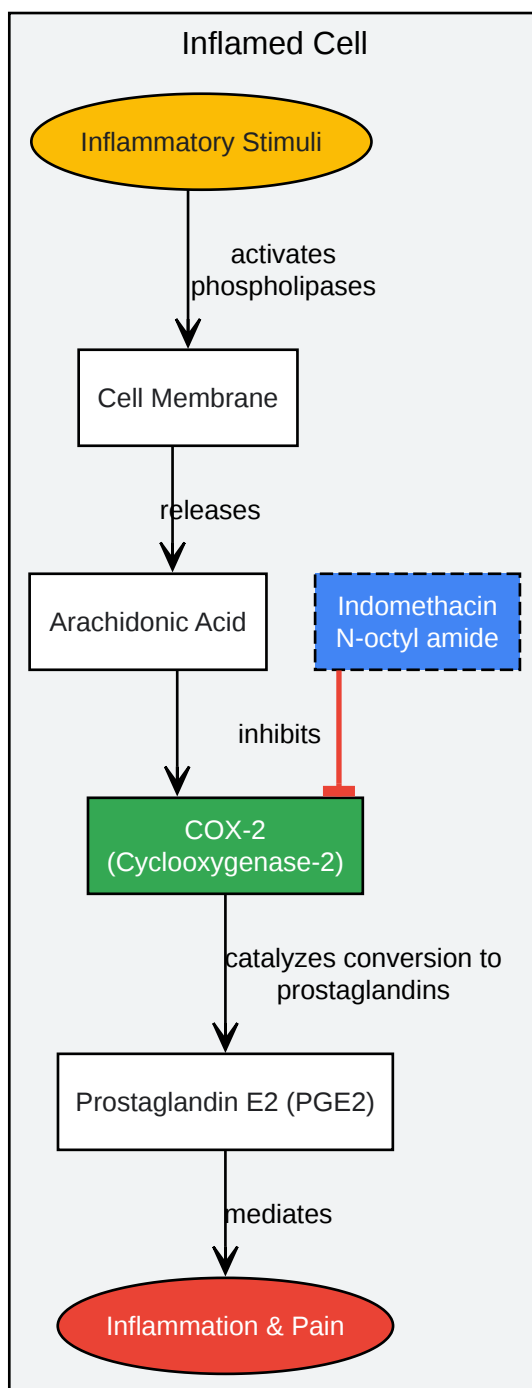 Inflamed Cell
Inflammatory Stimuli
activates
phospholipases
Cell Membrane
releases
Arachidonic Acid
Indomethacin
N-octyl amide
inhibits
COX-2
(Cyclooxygenase-2)
catalyzes conversion to
prostaglandins
Prostaglandin E2 (PGE2)
mediates
Inflammation & Pain